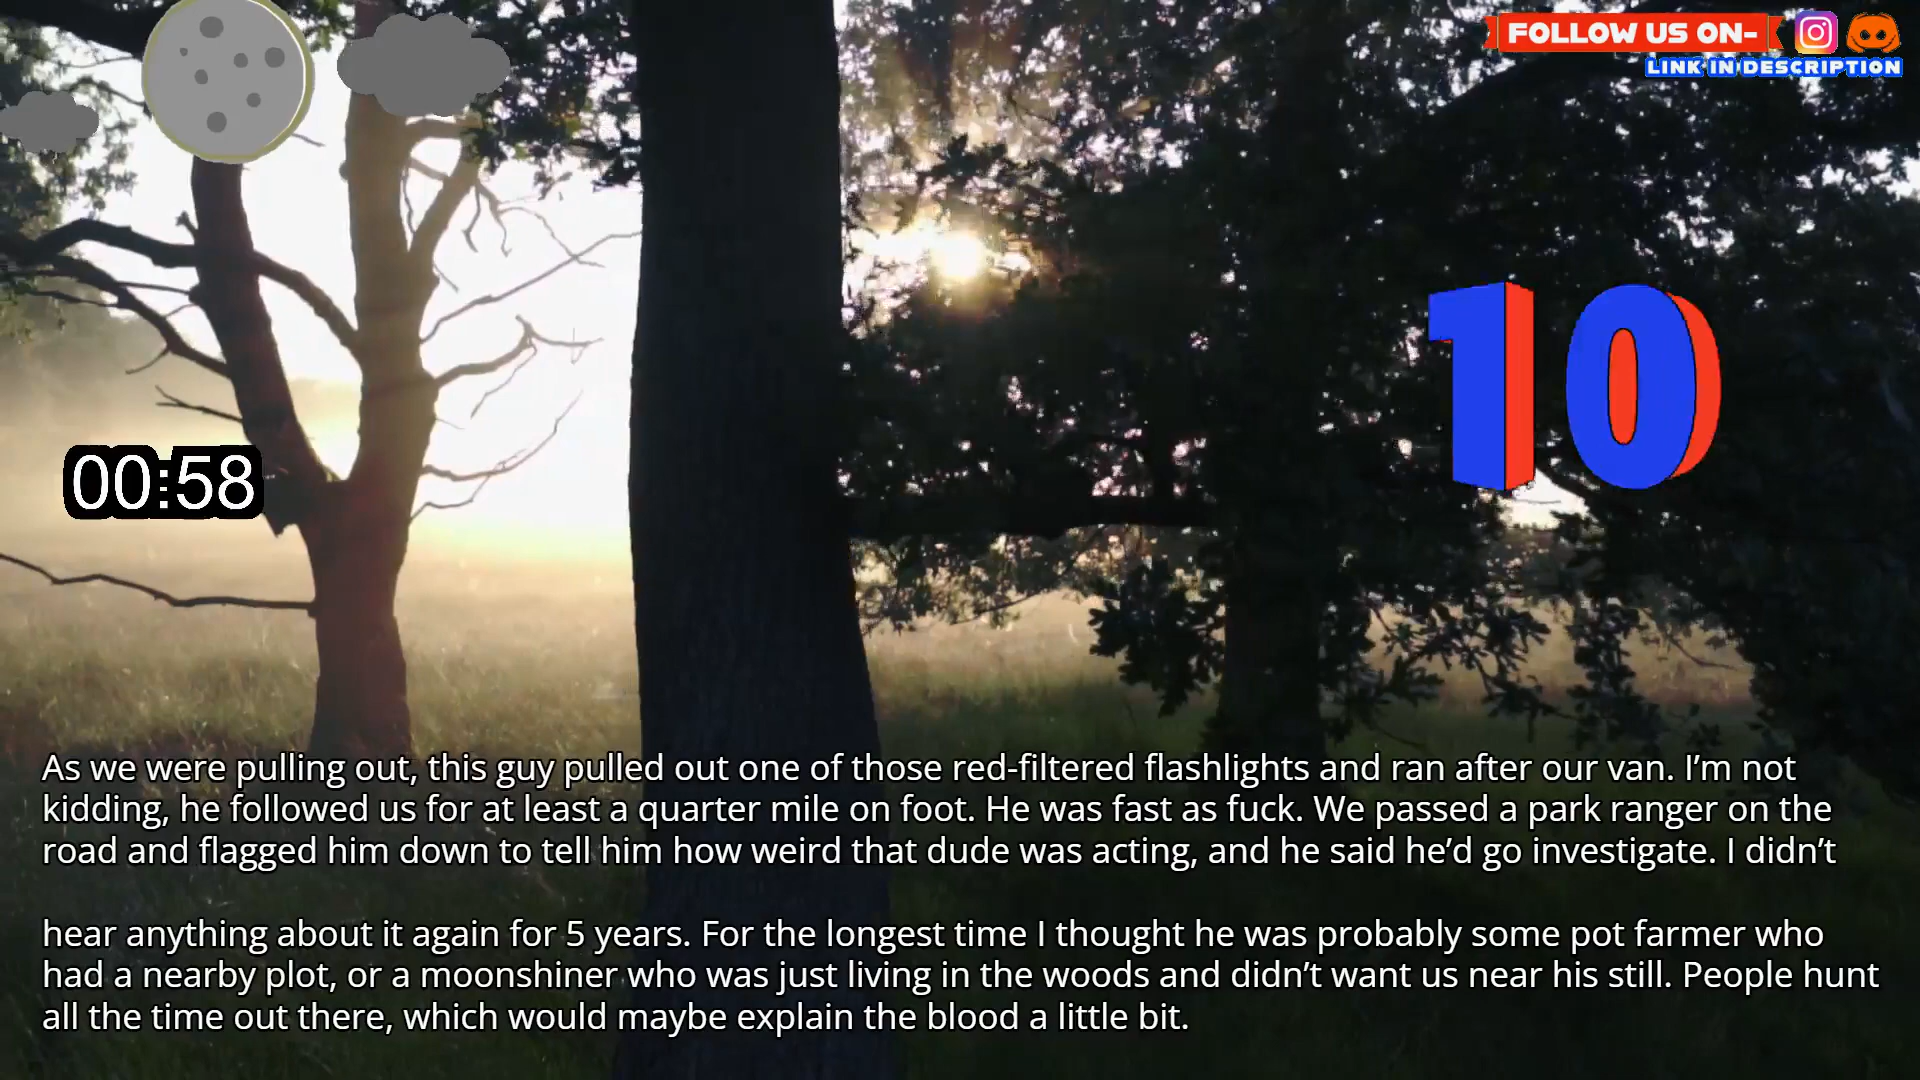 FOLLOW US ON-
LINK IN DESCRIPTION
10
00:58
As we were pulling out, this guy pulled out one of those red-filtered flashlights and ran after our van. I’m not
kidding, he followed us for at least a quarter mile on foot. He was fast as fuck. We passed a park ranger on the
road and flagged him down to tell him how weird that dude was acting, and he said he’d go investigate. I didn’t
hear anything about it again for 5 years. For the longest time I thought he was probably some pot farmer who
had a nearby plot, or a moonshiner who was just living in the woods and didn’t want us near his still. People hunt
all the time out there, which would maybe explain the blood a little bit.